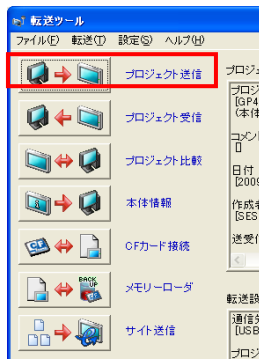 転送ツール
ファイル(F) 転送(T) 設定(S) ヘルプ(H)
プロジェクト送信
プロジェクト受信
プロジェクト比較
本体情報
CFカード接続
BACK UP
メモリーローダ
サイト送信
プロジェ
プロジ
[GP4
(本体
コメン
[]
日付
[2009
作成者
[SES
送受信
転送設
通信
[USB
プロジ